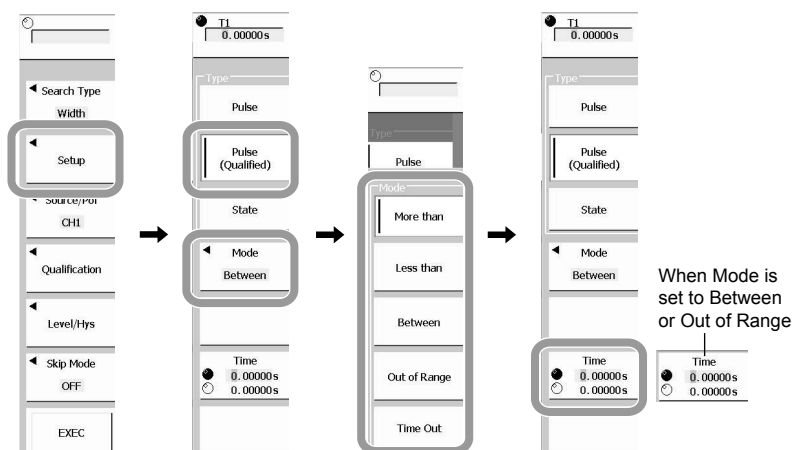 Search Type
Width
Setup
Source/Pol
CH1
Qualification
Level/Hys
Skip Mode
OFF
EXEC
T1
0.00000s
Type
Pulse
Pulse
(Qualified)
State
Mode
Between
Time
0.00000s
0.00000s
Type
Pulse
Mode
More than
Less than
Between
Out of Range
Time Out
T1
0.00000s
Type
Pulse
Pulse
(Qualified)
State
Mode
Between
Time
0.00000s
0.00000s
When Mode is
set to Between
or Out of Range
Time
0.00000s
0.00000s